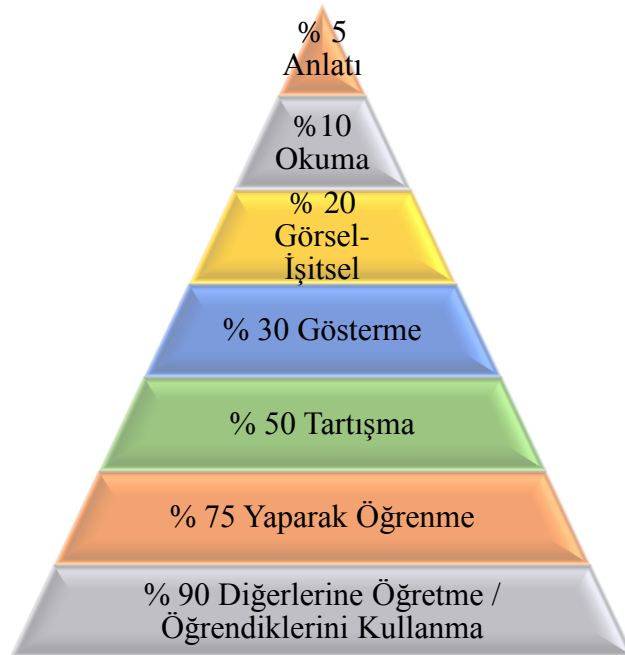 % 5
Anlatı
%10
Okuma
% 20
Görsel-
İşitsel
% 30 Gösterme
% 50 Tartışma
% 75 Yaparak Öğrenme
% 90 Diğerlerine Öğretme /
Öğrendiklerini Kullanma